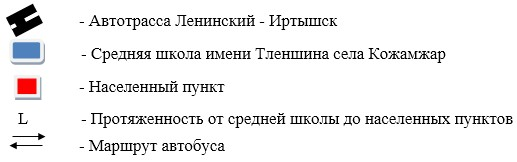 - Автотрасса Ленинский - Иртышск
- Средняя школа имени Тленшина села Кожамжар
- Населенный пункт
L - Протяженность от средней школы до населенных пунктов
- Маршрут автобуса